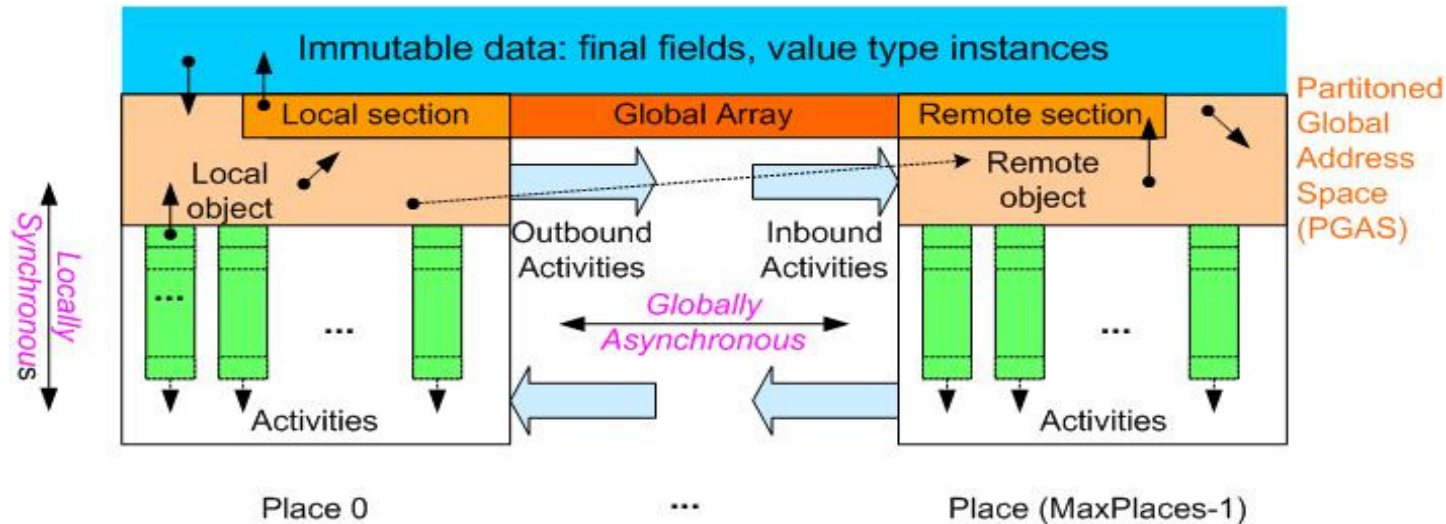 Immutable data: final fields, value type instances
Local section
Global Array
Remote section
Partitoned
Global
Address
Space
(PGAS)
Local
object
Remote
object
Outbound
Activities
Inbound
Activities
Locally
Synchronous
...
...
...
Globally
Asynchronous
Activities
Activities
Place 0
...
Place (MaxPlaces-1)